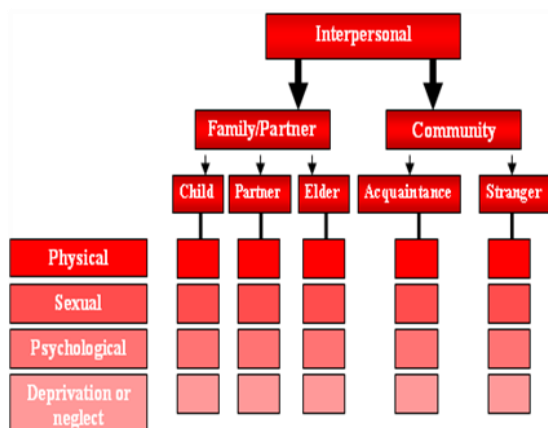 Interpersonal
Family/Partner
Community
Child
Partner
Elder
Acquaintance
Stranger
Physical
Sexual
Psychological
Deprivation or
neglect